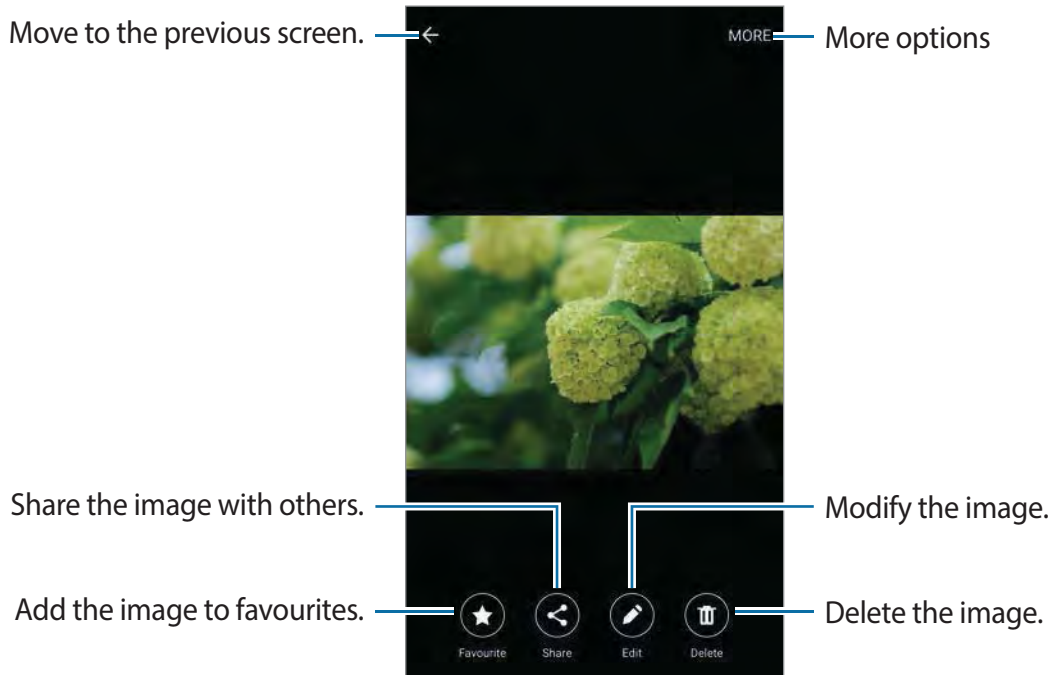 Move to the previous screen.
MORE
More options
Share the image with others.
Modify the image.
Add the image to favourites.
Delete the image.
Favourite
Share
Edit
Delete